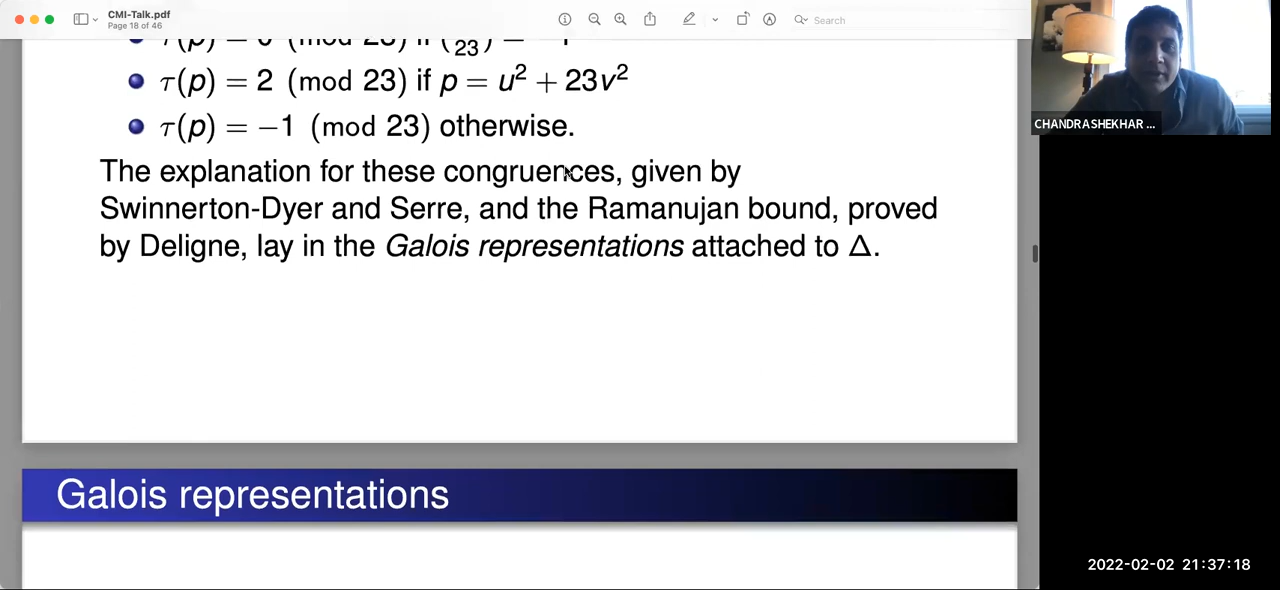 CMI-Talk.pdf
Page 18 of 46
Search
23
τ(p) = 2 (mod 23) if p = u² + 23v²
τ(p) = −1 (mod 23) otherwise.
The explanation for these congruences, given by
Swinnerton-Dyer and Serre, and the Ramanujan bound, proved
by Deligne, lay in the Galois representations attached to Δ.
Galois representations
CHANDRASHEKHAR ...
2022-02-02 21:37:18